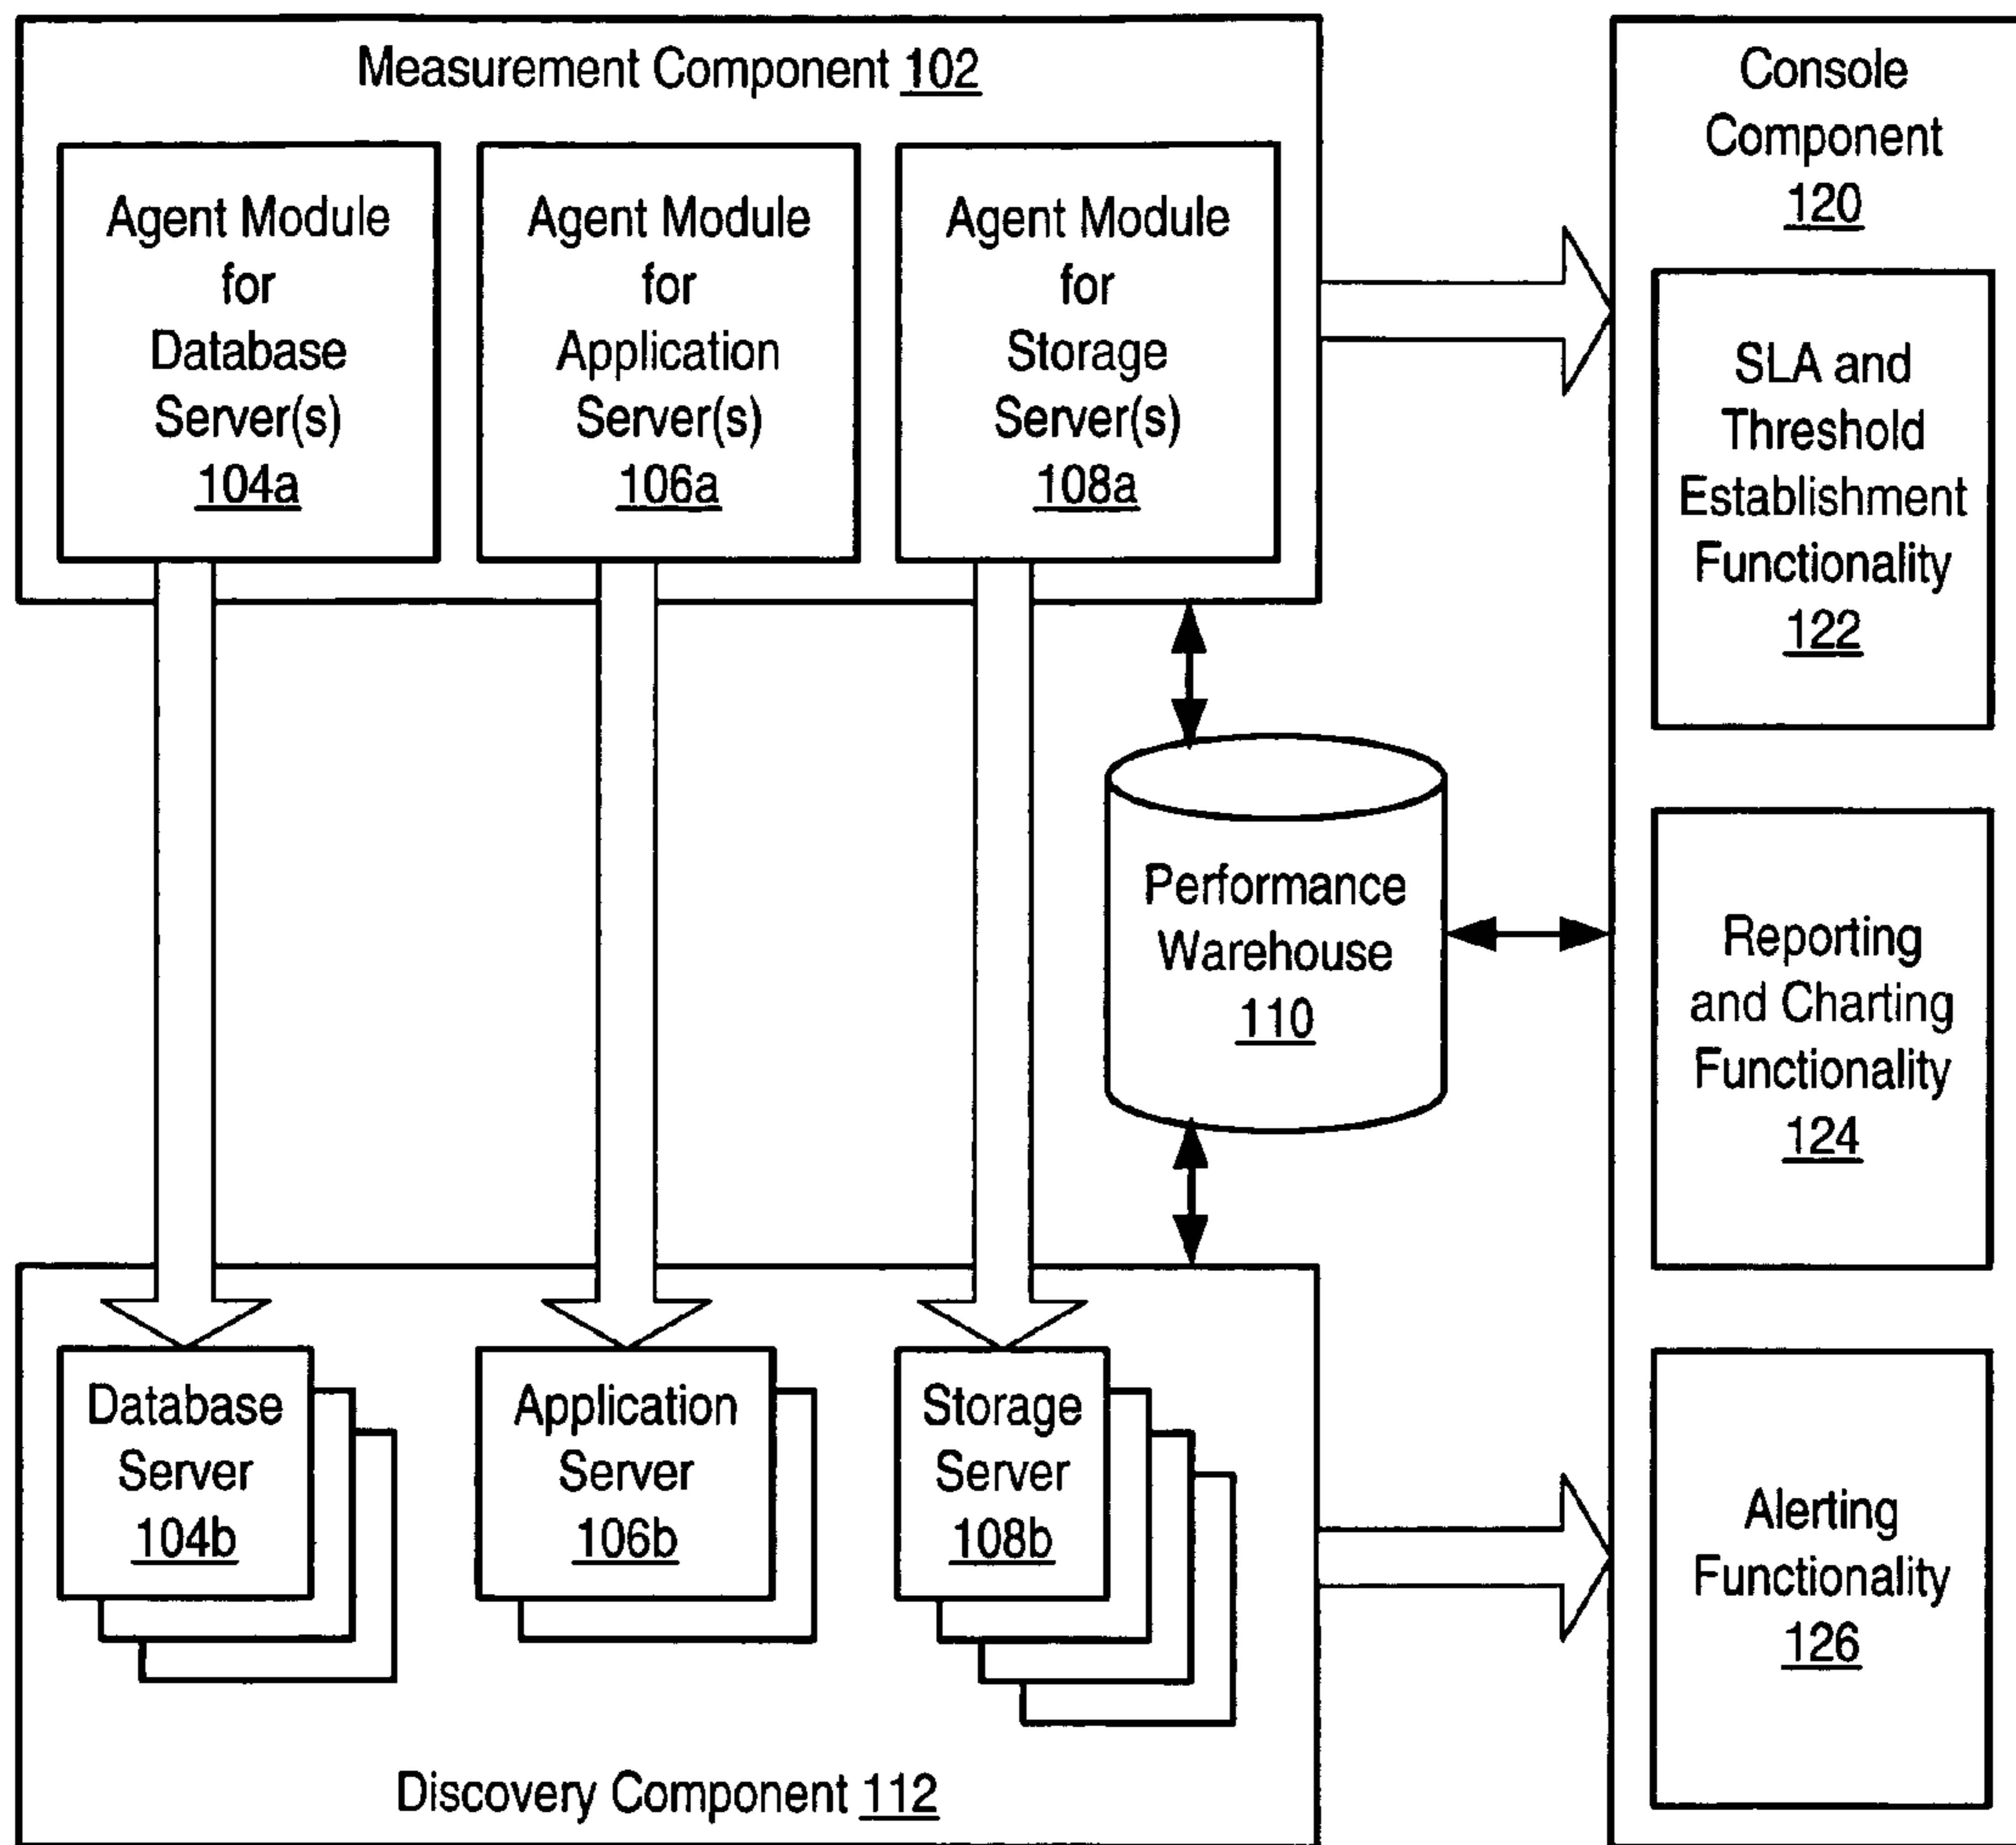 Measurement Component 102
Agent Module
for
Database
Server(s)
104a
Agent Module
for
Application
Server(s)
106a
Agent Module
for
Storage
Server(s)
108a
Console
Component
120
SLA and
Threshold
Establishment
Functionality
122
Performance
Warehouse
110
Reporting
and Charting
Functionality
124
Database
Server
104b
Application
Server
106b
Storage
Server
108b
Alerting
Functionality
126
Discovery Component 112